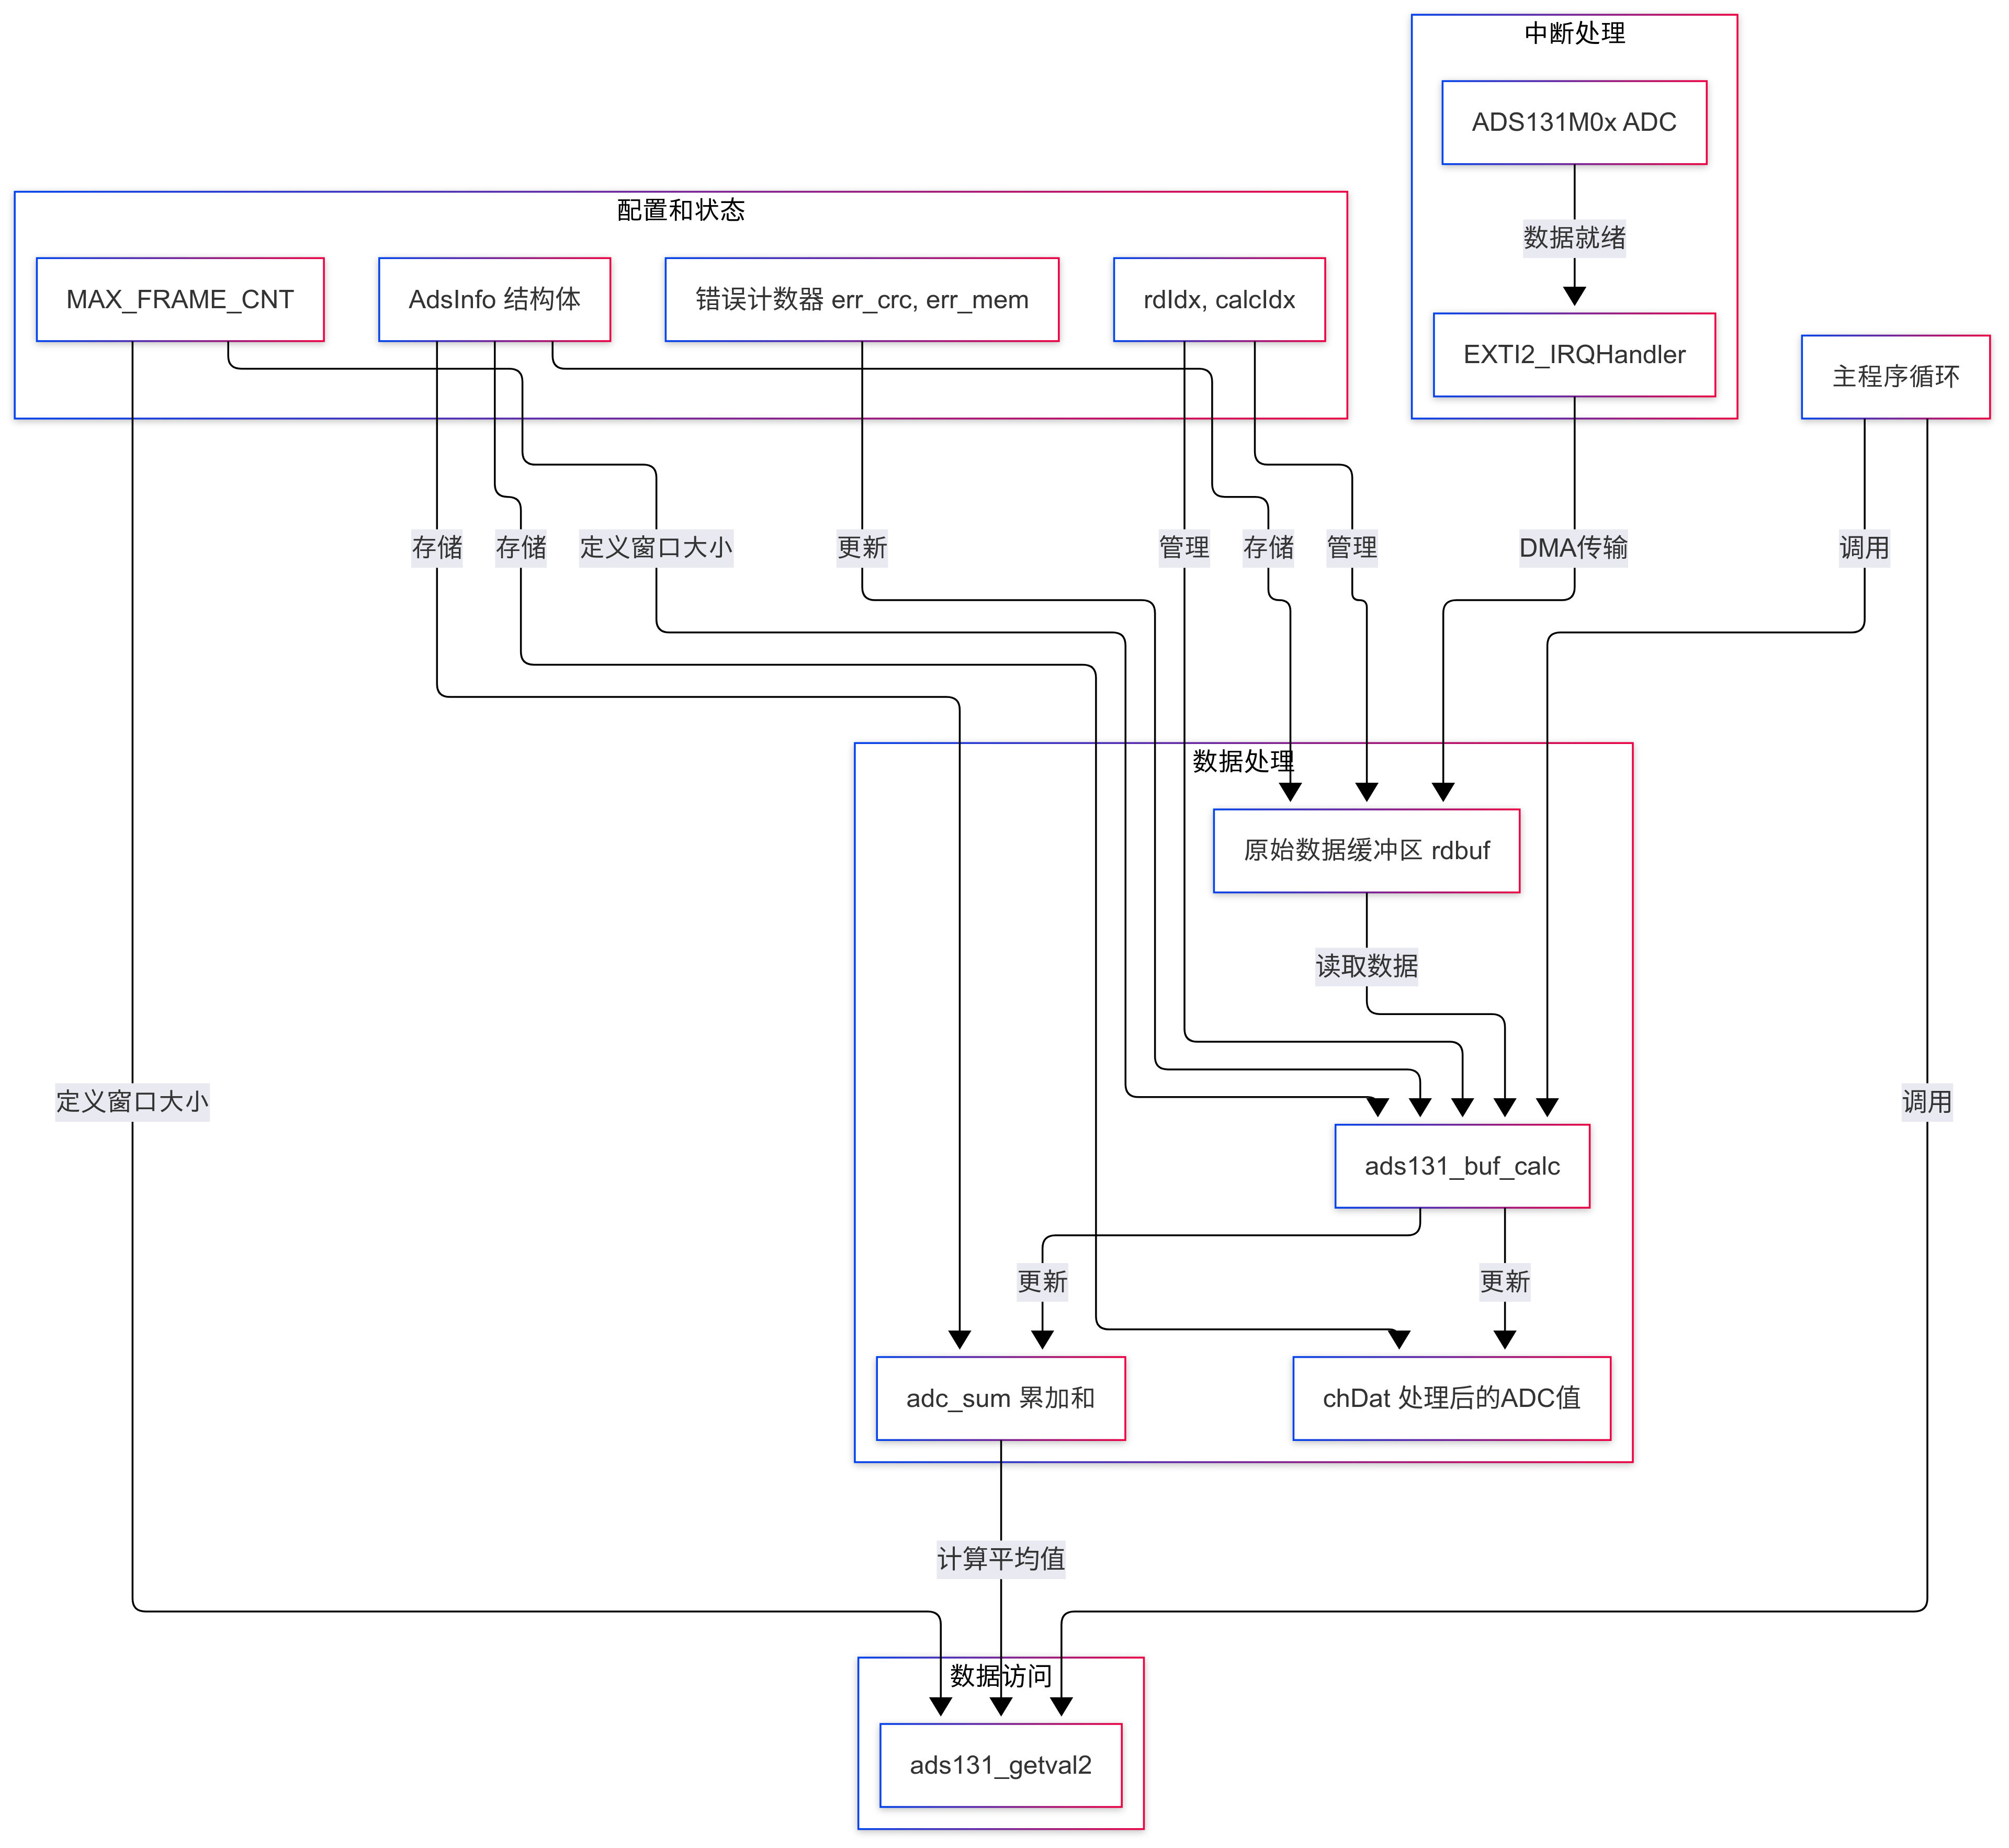 中断处理
ADS131M0x ADC
数据就绪
EXTI2_IRQHandler
配置和状态
MAX_FRAME_CNT
AdsInfo 结构体
错误计数器 err_crc, err_mem
rdIdx, calcIdx
主程序循环
存储
存储
定义窗口大小
更新
管理
存储
管理
DMA传输
调用
数据处理
原始数据缓冲区 rdbuf
读取数据
定义窗口大小
调用
ads131_buf_calc
更新
更新
adc_sum 累加和
chDat 处理后的ADC值
计算平均值
数据访问
ads131_getval2